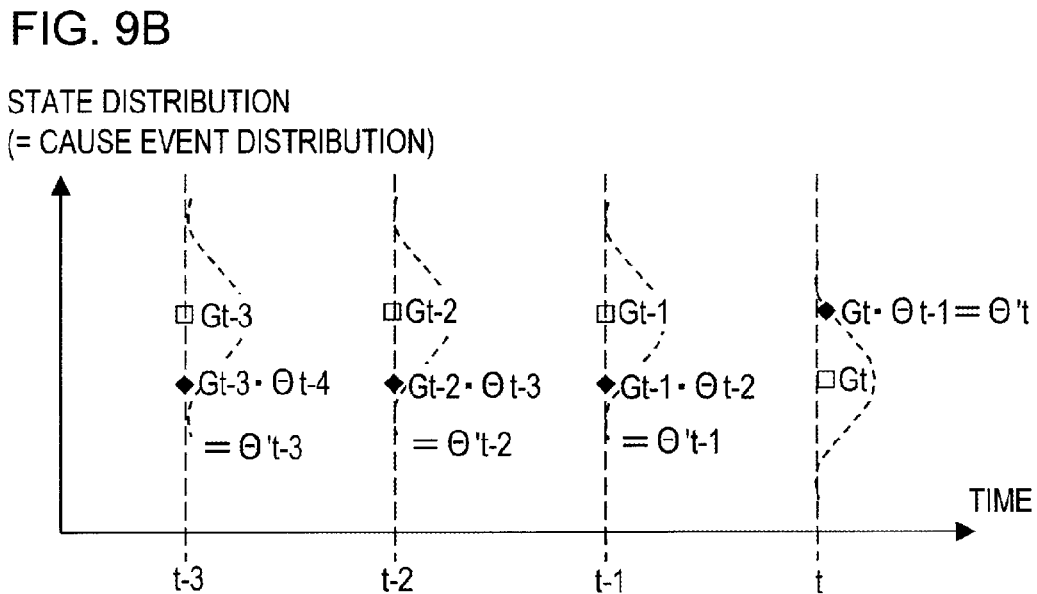 FIG. 9B
STATE DISTRIBUTION
(= CAUSE EVENT DISTRIBUTION)
Gt-3 Gt-2 Gt-1 Gt・Θt-1=Θ't
Gt-3・Θt-4 Gt-2・Θt-3 Gt-1・Θt-2 Gt
=Θ't-3 =Θ't-2 =Θ't-1
TIME
t-3 t-2 t-1 t